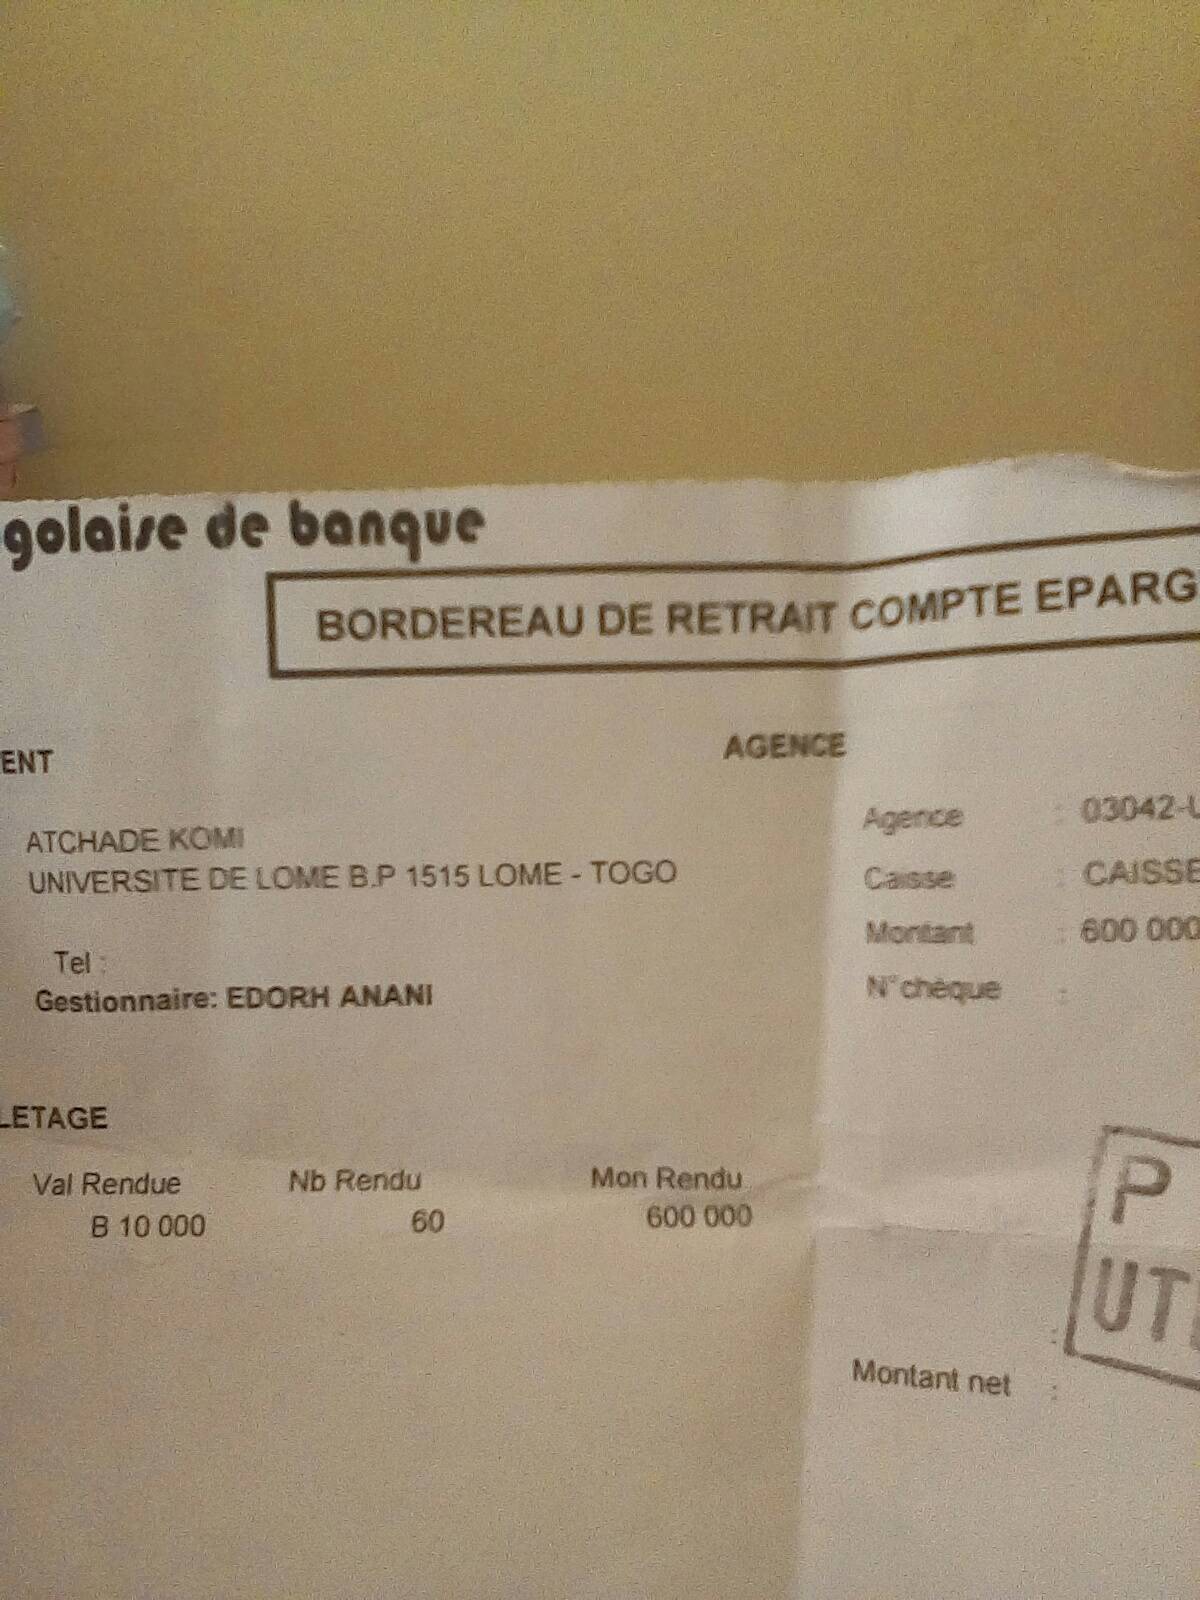 golaise de banque
BORDEREAU DE RETRAIT COMPTE EPARG
ENT
AGENCE
ATCHADE KOMI
UNIVERSITE DE LOME B.P 1515 LOME - TOGO
Tel :
Gestionnaire: EDORH ANANI
Agence : 03042-U
Caisse : CAISSE
Montant : 600 000
N°chèque :
LETAGE
Val Rendue Nb Rendu Mon Rendu
B 10 000 60 600 000
P
UTI
:
Montant net :